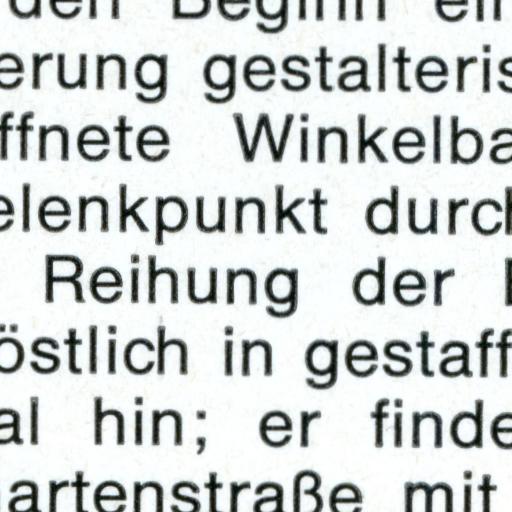 den Beginn ein
erung gestalteris
ffnete Winkelba
elenkpunkt durch
Reihung der
östlich in gestaff
al hin; er finde
artenstraße mit